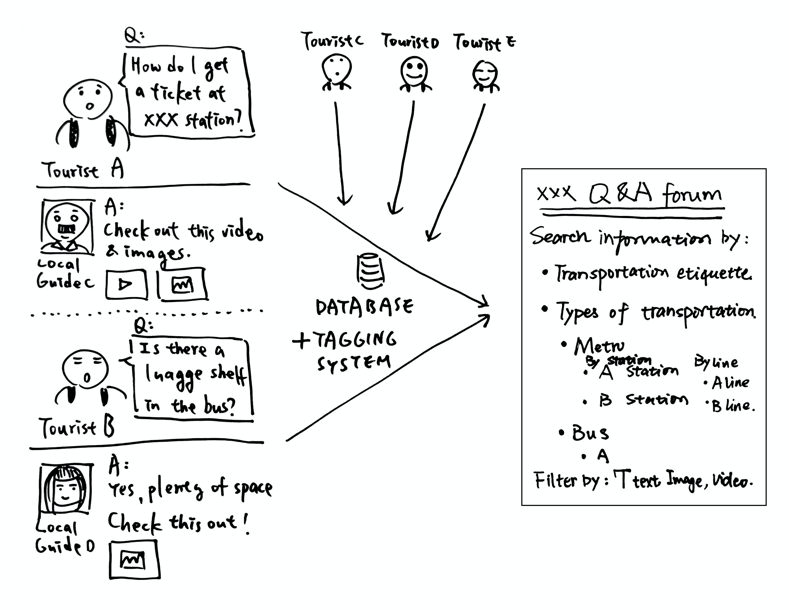 Q:
How do I get
a ticket at
XXX station?
Tourist A
A:
Check out this video
& images.
Local
Guide C
Q:
Is there a
luagge shelf
in the bus?
Tourist B
A:
Yes, plenty of space
Check this out!
Local
Guide D
Tourist C
Tourist D
Tourist E
DATABASE
+ TAGGING
SYSTEM
XXX Q&A forum
Search information by:
• Transportation etiquette
• Types of transportation
• Metro
By station
By line
• A Station
• A line
• B Station
• B line.
• Bus
• A
Filter by: T text Image, Video.